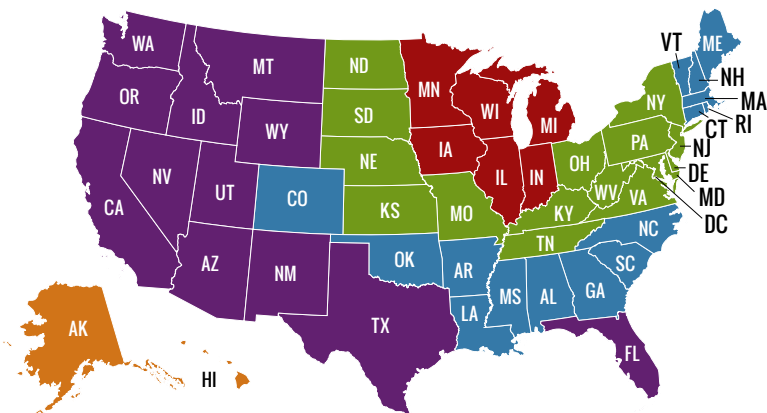 WA
MT
ND
MN
VT
ME
NH
OR
ID
SD
WI
MI
NY
MA
RI
CT
WY
NE
IA
PA
NJ
NV
UT
CO
IL
IN
OH
DE
MD
DC
CA
KS
MO
WV
VA
KY
NC
TN
AZ
NM
OK
AR
SC
MS
AL
GA
LA
TX
FL
AK
HI